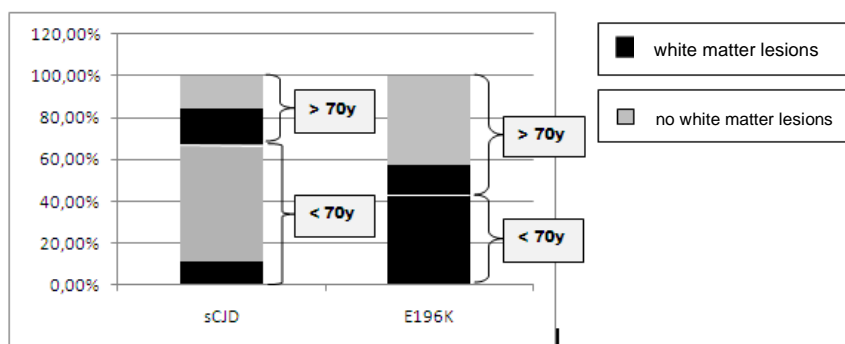 120,00%
100,00%
80,00%
60,00%
40,00%
20,00%
0,00%
sCJD
E196K
> 70y
< 70y
> 70y
< 70y
white matter lesions
no white matter lesions